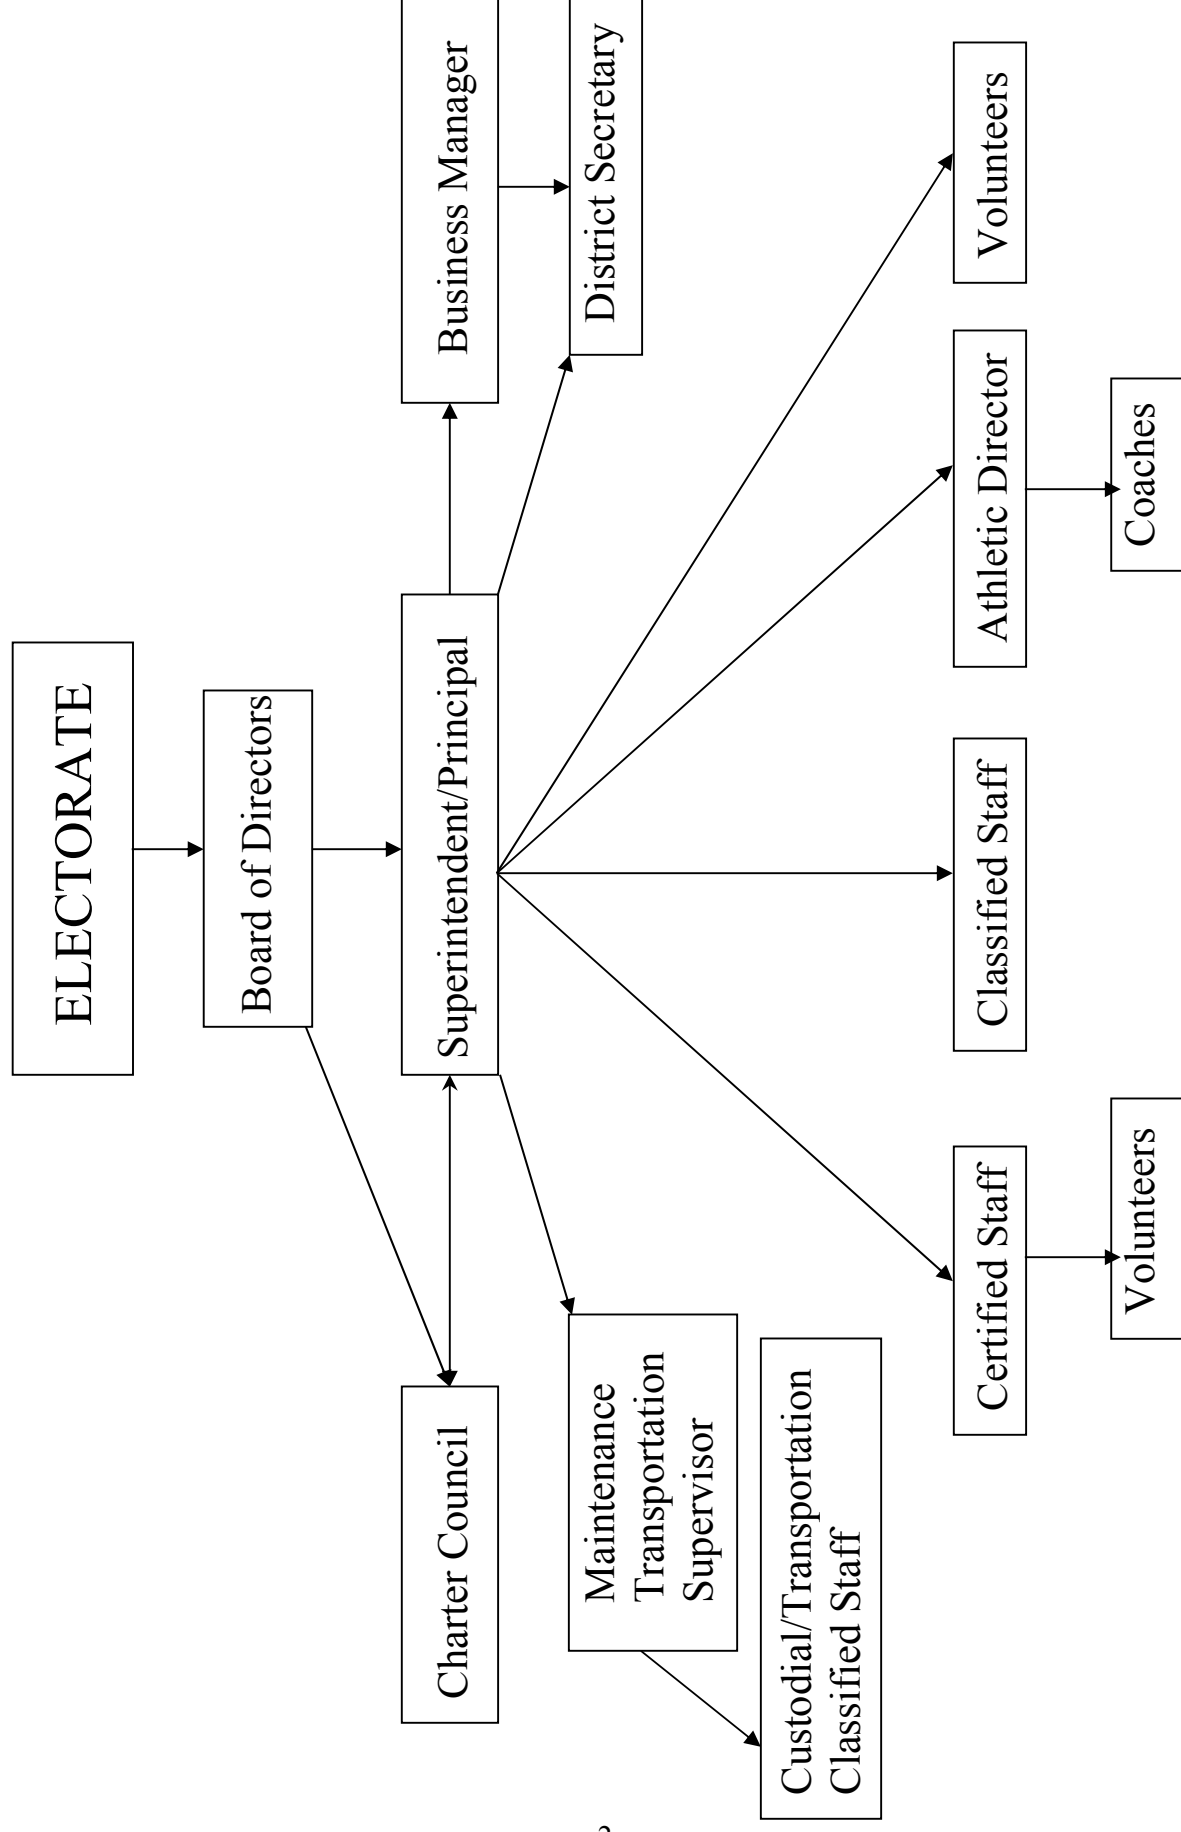 ELECTORATE
Board of Directors
Charter Council
Superintendent/Principal
Business Manager
Maintenance
Transportation
Supervisor
District Secretary
Custodial/Transportation
Classified Staff
Certified Staff
Classified Staff
Athletic Director
Volunteers
Volunteers
Coaches